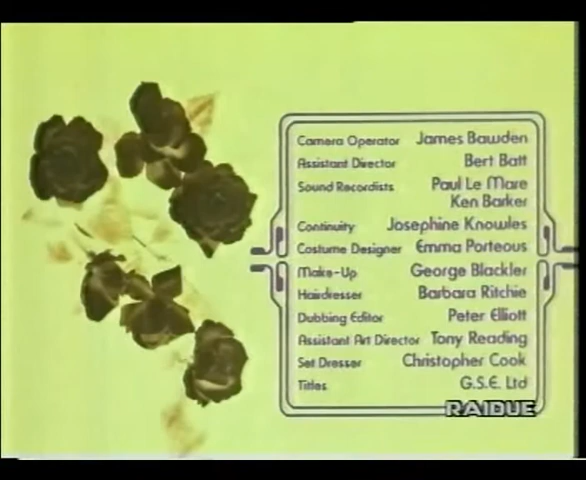 Camera Operator James Bawden
Assistant Director Bert Batt
Sound Recordists Paul Le Mare
Ken Barker
Continuity Josephine Knowles
Costume Designer Emma Porteous
Make-Up George Blackler
Hairdresser Barbara Ritchie
Dubbing Editor Peter Elliott
Assistant Art Director Tony Reading
Set Dresser Christopher Cook
Titles G.S.E. Ltd
RAIDUE